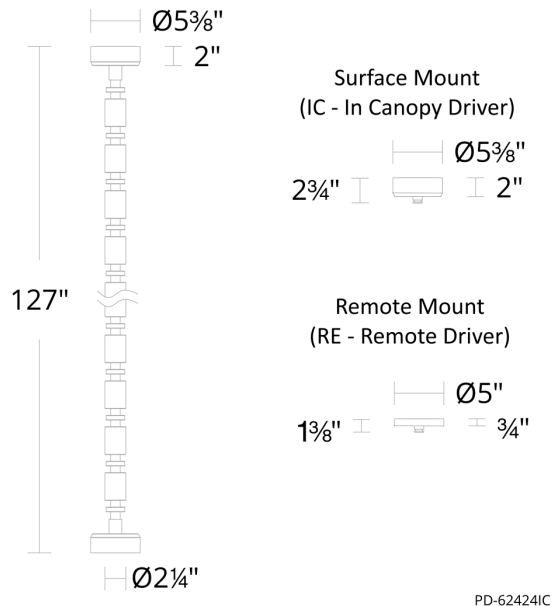 Ø5⅜"
2"
127"
Ø2¼"
Surface Mount
(IC - In Canopy Driver)
Ø5⅜"
2¾"
2"
Remote Mount
(RE - Remote Driver)
Ø5"
1⅜"
¾"
PD-62424IC